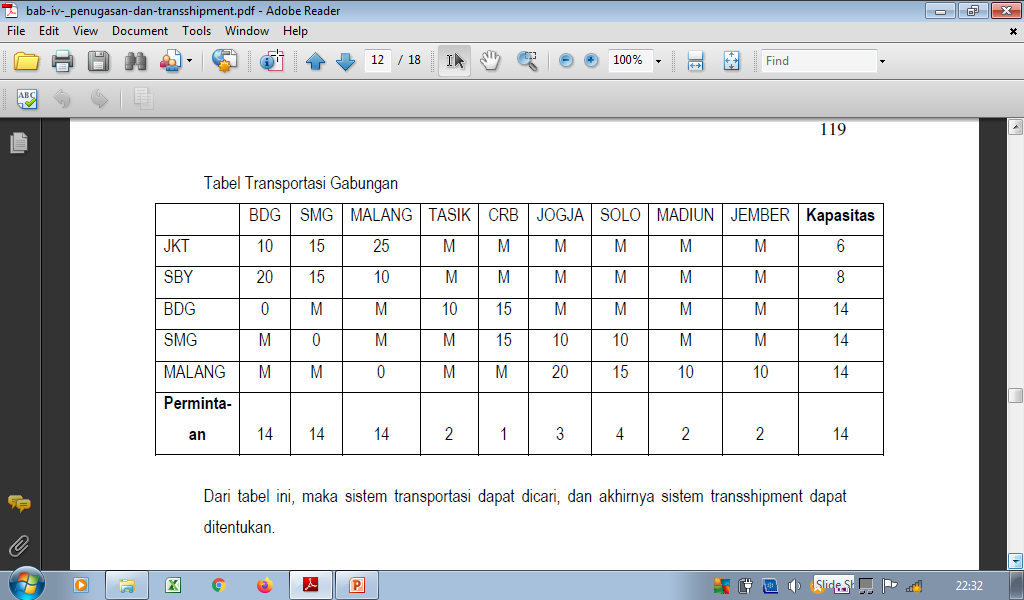 bab-iv-_penugasan-dan-transshipment.pdf - Adobe Reader
File Edit View Document Tools Window Help
12 / 18 100% Find
ABC
119
Tabel Transportasi Gabungan
BDG SMG MALANG TASIK CRB JOGJA SOLO MADIUN JEMBER Kapasitas
JKT 10 15 25 M M M M M M 6
SBY 20 15 10 M M M M M M 8
BDG 0 M M 10 15 M M M M 14
SMG M 0 M M 15 10 10 M M 14
MALANG M M 0 M M 20 15 10 10 14
Perminta-
an 14 14 14 2 1 3 4 2 2 14
Dari tabel ini, maka sistem transportasi dapat dicari, dan akhirnya sistem transshipment dapat
ditentukan.
22:32